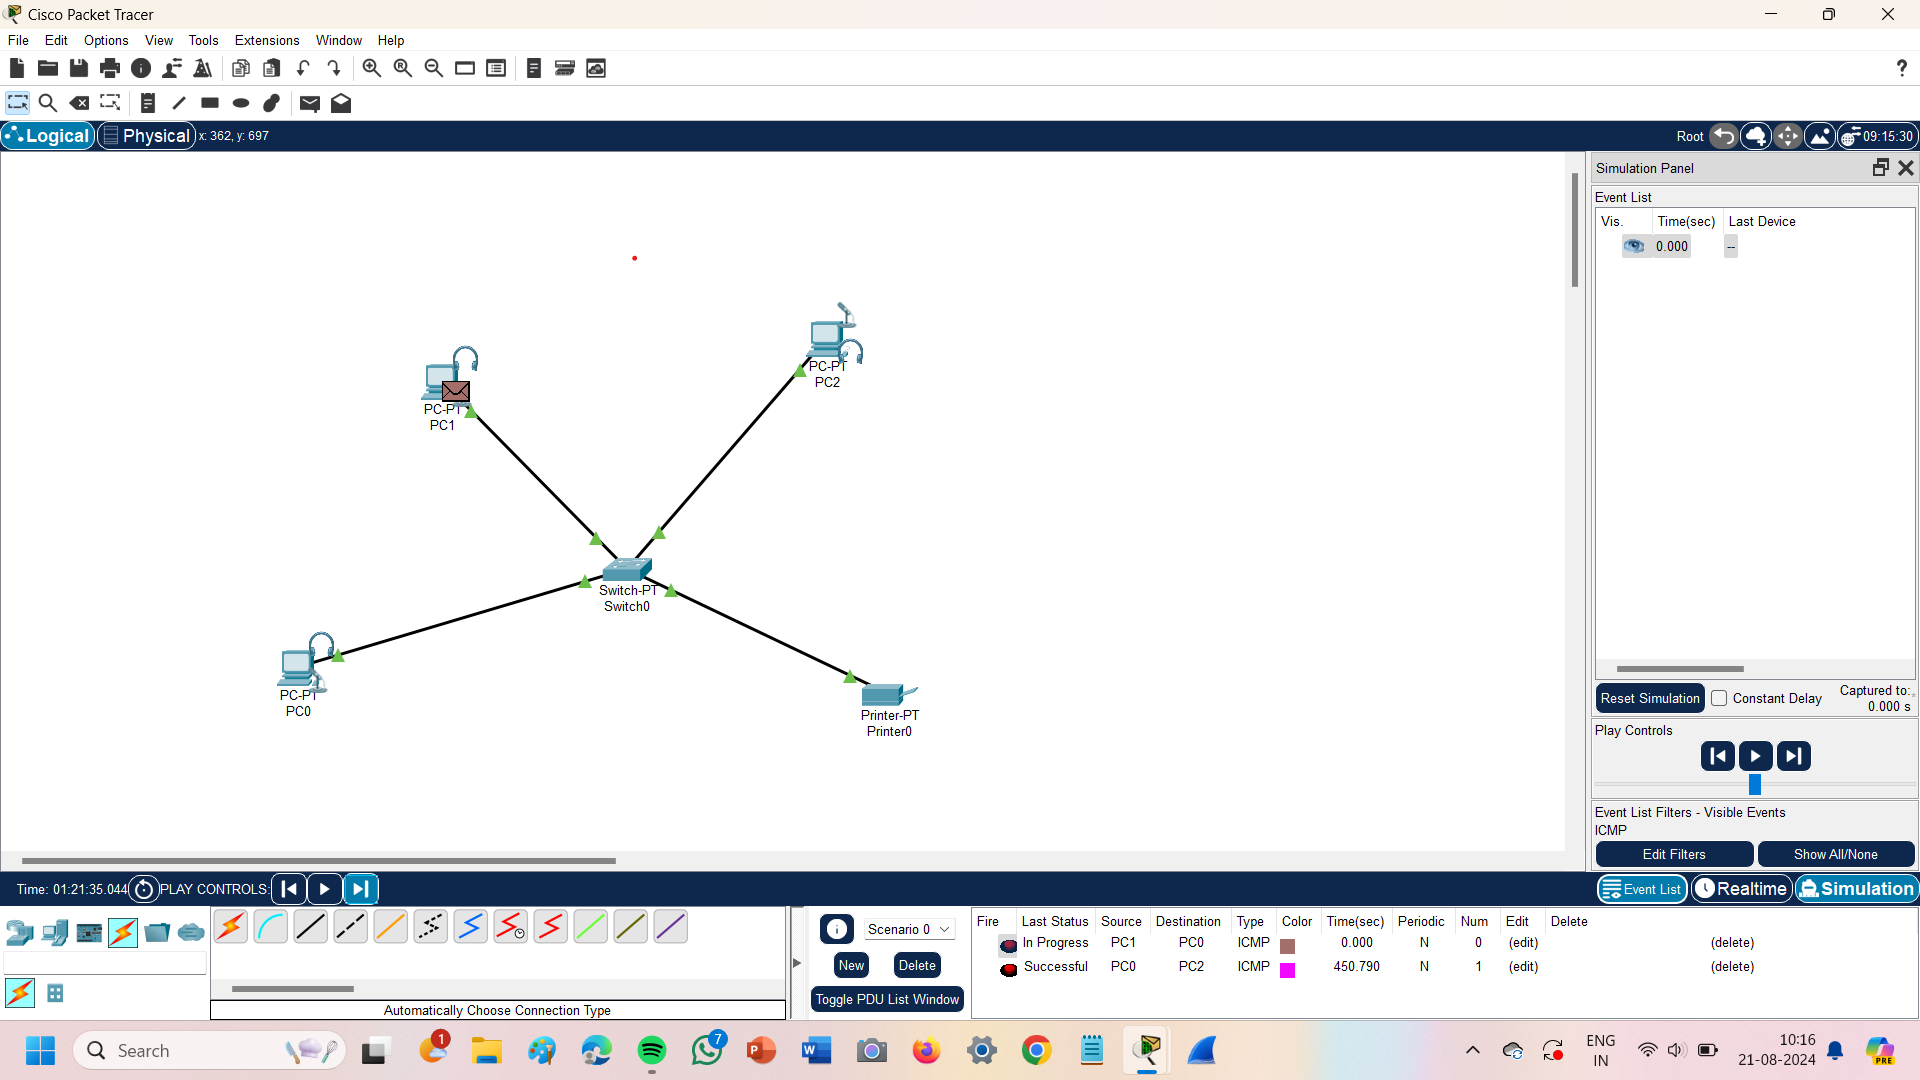 Cisco Packet Tracer
File Edit Options View Tools Extensions Window Help
?
Logical Physical x: 362, y: 697 Root 09:15:30
Simulation Panel
Event List
Vis. Time(sec) Last Device
0.000 --
PC-PT
PC1
PC-PT
PC2
Switch-PT
Switch0
PC-PT
PC0
Printer-PT
Printer0
Reset Simulation Constant Delay Captured to:
0.000 s
Play Controls
Event List Filters - Visible Events
ICMP
Edit Filters Show All/None
Time: 01:21:35.044 PLAY CONTROLS: Event List Realtime Simulation
Scenario 0
New Delete
Toggle PDU List Window
Fire Last Status Source Destination Type Color Time(sec) Periodic Num Edit Delete
In Progress PC1 PC0 ICMP 0.000 N 0 (edit) (delete)
Successful PC0 PC2 ICMP 450.790 N 1 (edit) (delete)
Automatically Choose Connection Type
Search 1 7 ENG
IN
10:16
21-08-2024
PRE